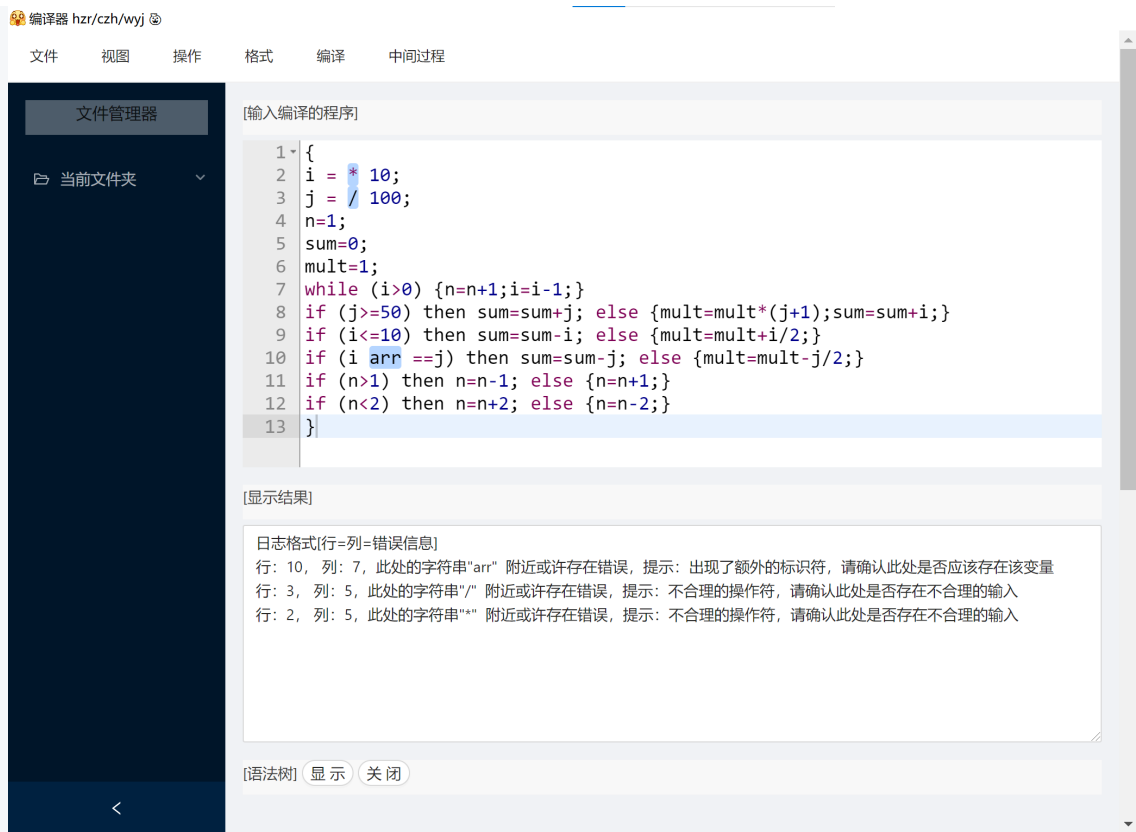 编译器 hzr/czh/wyj
文件 视图 操作 格式 编译 中间过程
文件管理器
当前文件夹
[输入编译的程序]
1 {
2 i = * 10;
3 j = / 100;
4 n=1;
5 sum=0;
6 mult=1;
7 while (i>0) {n=n+1;i=i-1;}
8 if (j>=50) then sum=sum+j; else {mult=mult*(j+1);sum=sum+i;}
9 if (i<=10) then sum=sum-i; else {mult=mult+i/2;}
10 if (i arr ==j) then sum=sum-j; else {mult=mult-j/2;}
11 if (n>1) then n=n-1; else {n=n+1;}
12 if (n<2) then n=n+2; else {n=n-2;}
13 }
[显示结果]
日志格式[行=列=错误信息]
行：10， 列：7，此处的字符串"arr" 附近或许存在错误，提示：出现了额外的标识符，请确认此处是否应该存在该变量
行：3， 列：5，此处的字符串"/" 附近或许存在错误，提示：不合理的操作符，请确认此处是否存在不合理的输入
行：2， 列：5，此处的字符串"*" 附近或许存在错误，提示：不合理的操作符，请确认此处是否存在不合理的输入
[语法树] 显示 关闭